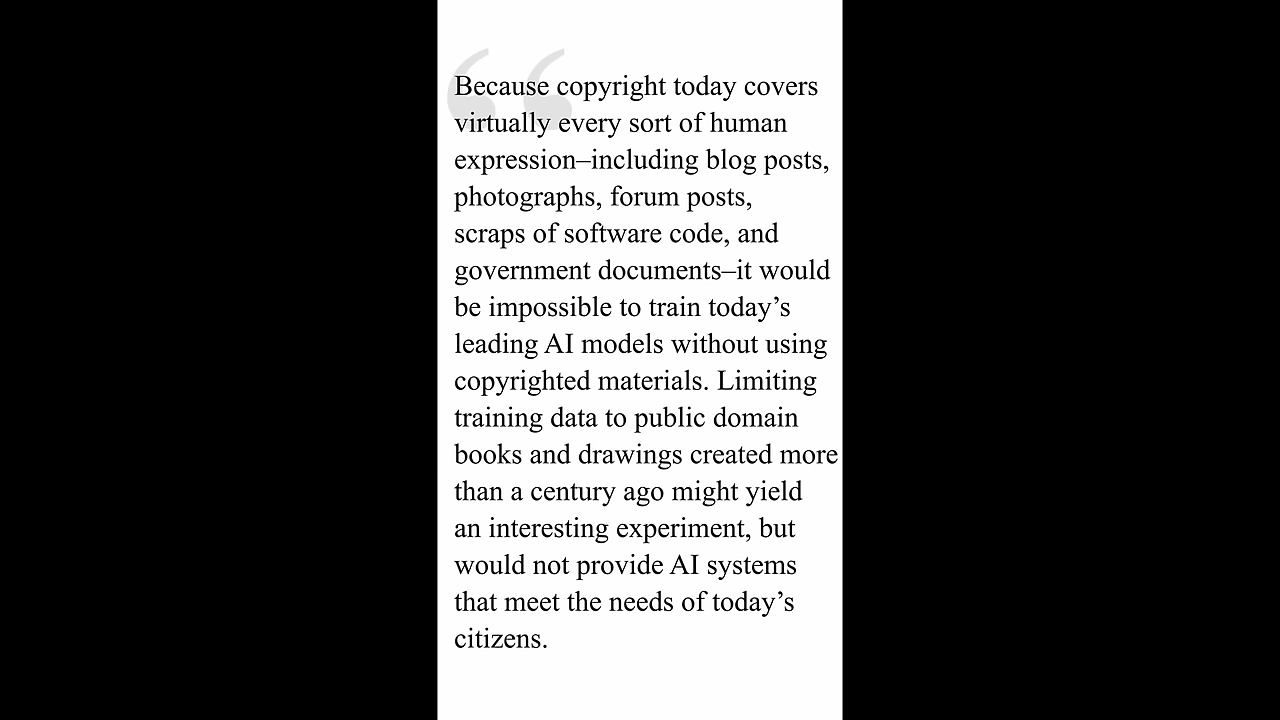 Because copyright today covers
virtually every sort of human
expression–including blog posts,
photographs, forum posts,
scraps of software code, and
government documents–it would
be impossible to train today’s
leading AI models without using
copyrighted materials. Limiting
training data to public domain
books and drawings created more
than a century ago might yield
an interesting experiment, but
would not provide AI systems
that meet the needs of today’s
citizens.